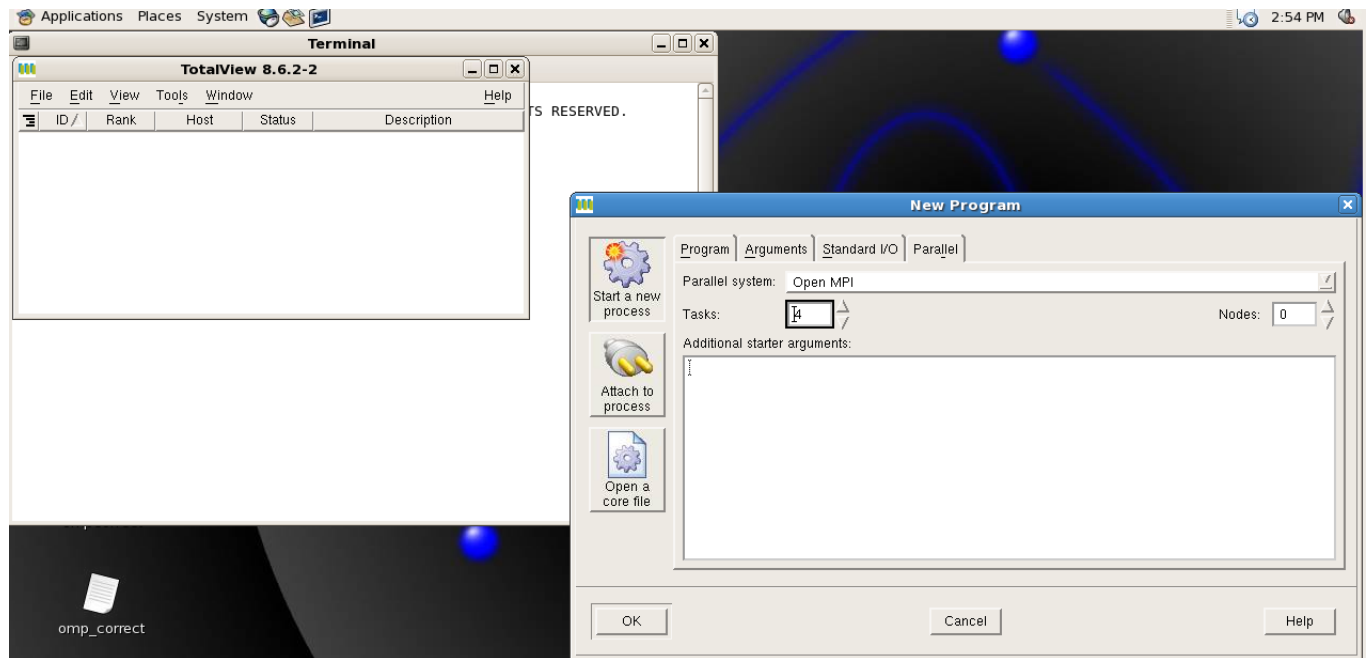 Applications Places System 2:54 PM
Terminal
TotalView 8.6.2-2
File Edit View Tools Window Help
TS RESERVED.
ID / Rank Host Status Description
New Program
Program Arguments Standard I/O Parallel
Start a new
process
Parallel system: Open MPI
Tasks: 4 Nodes: 0
Additional starter arguments:
Attach to
process
Open a
core file
omp_correct
OK Cancel Help